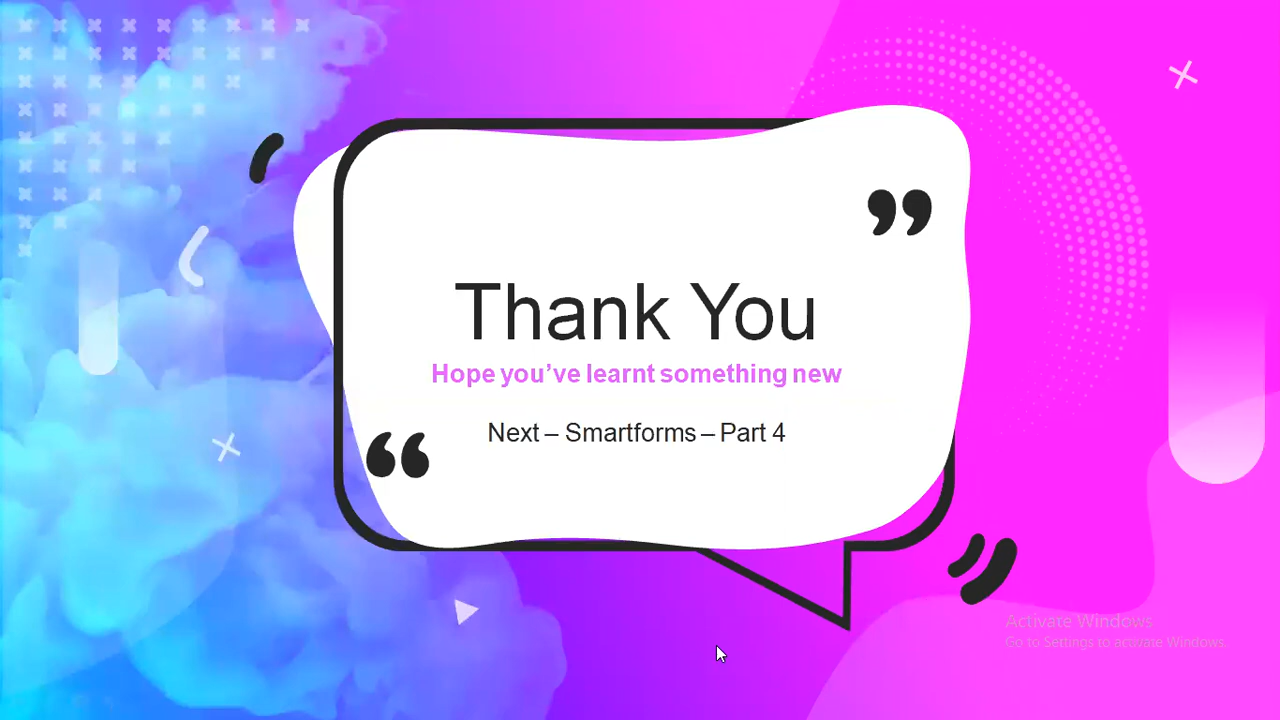 ”
Thank You
Hope you’ve learnt something new
Next – Smartforms – Part 4
“
Activate Windows
Go to Settings to activate Windows.